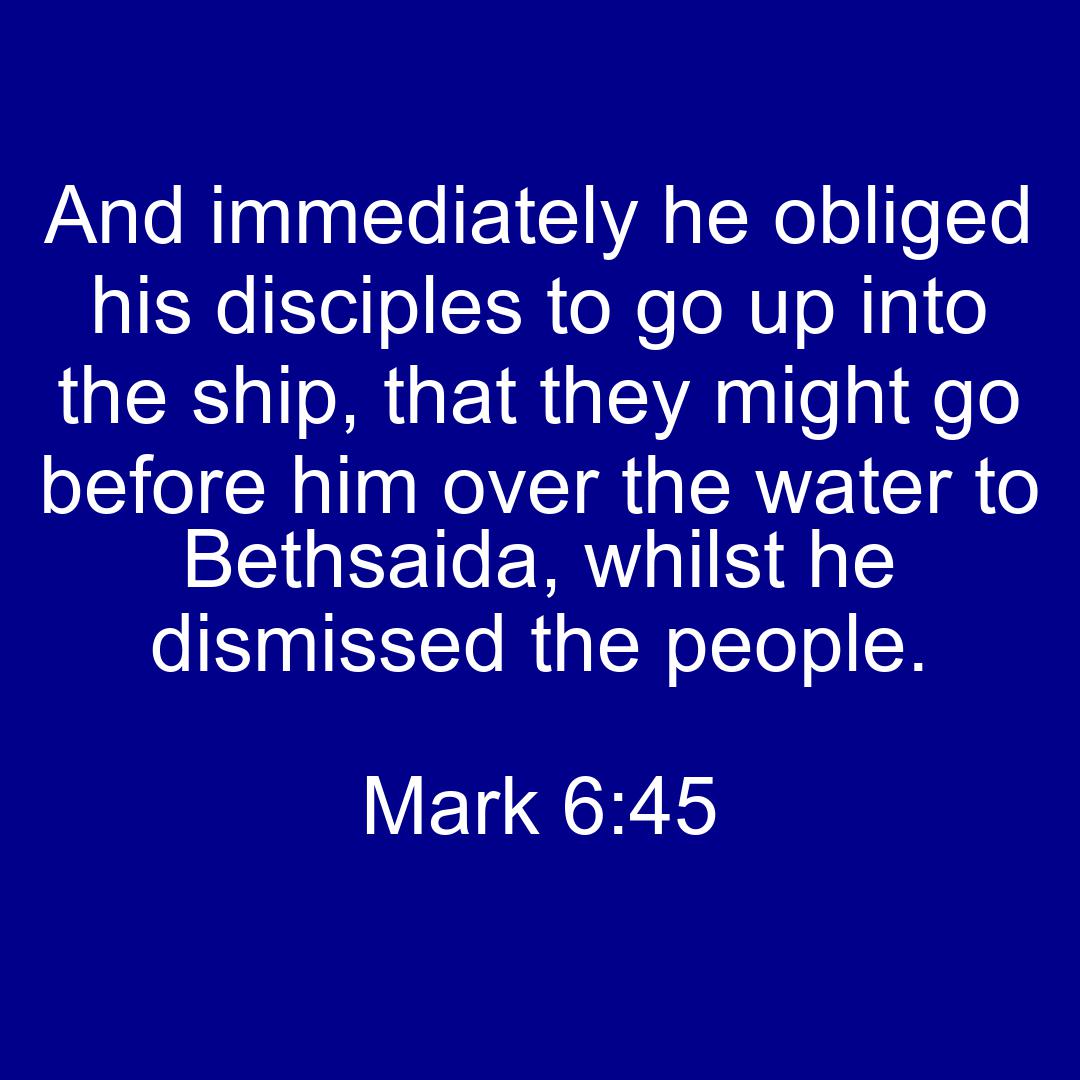 And immediately he obliged
his disciples to go up into
the ship, that they might go
before him over the water to
Bethsaida, whilst he
dismissed the people.
Mark 6:45